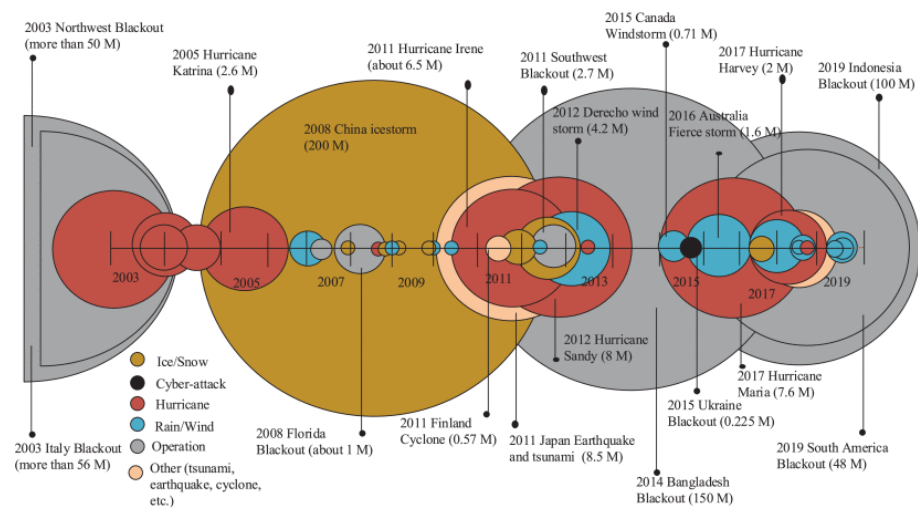 2003 Northwest Blackout
(more than 50 M)
2005 Hurricane
Katrina (2.6 M)
2011 Hurricane Irene
(about 6.5 M)
2011 Southwest
Blackout (2.7 M)
2015 Canada
Windstorm (0.71 M)
2017 Hurricane
Harvey (2 M)
2019 Indonesia
Blackout (100 M)
2008 China icestorm
(200 M)
2012 Derecho wind
storm (4.2 M)
2016 Australia
Fierce storm (1.6 M)
2003
2005
2007
2009
2011
2013
2015
2017
2019
Ice/Snow
Cyber-attack
Hurricane
Rain/Wind
Operation
Other (tsunami,
earthquake, cyclone,
etc.)
2003 Italy Blackout
(more than 56 M)
2008 Florida
Blackout (about 1 M)
2011 Finland
Cyclone (0.57 M)
2011 Japan Earthquake
and tsunami (8.5 M)
2012 Hurricane
Sandy (8 M)
2014 Bangladesh
Blackout (150 M)
2015 Ukraine
Blackout (0.225 M)
2017 Hurricane
Maria (7.6 M)
2019 South America
Blackout (48 M)